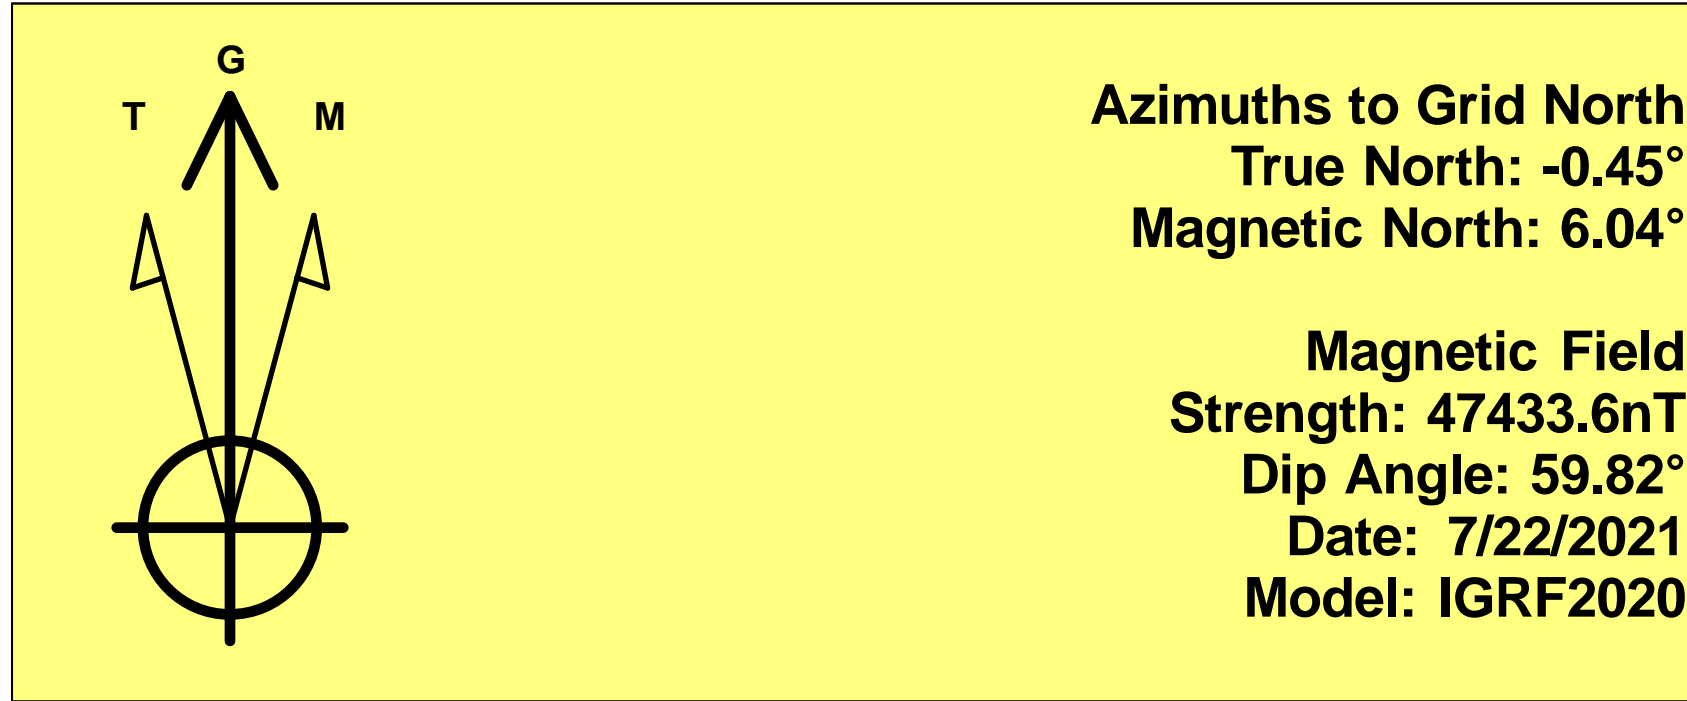 G
T M
Azimuths to Grid North
True North: -0.45°
Magnetic North: 6.04°
Magnetic Field
Strength: 47433.6nT
Dip Angle: 59.82°
Date: 7/22/2021
Model: IGRF2020